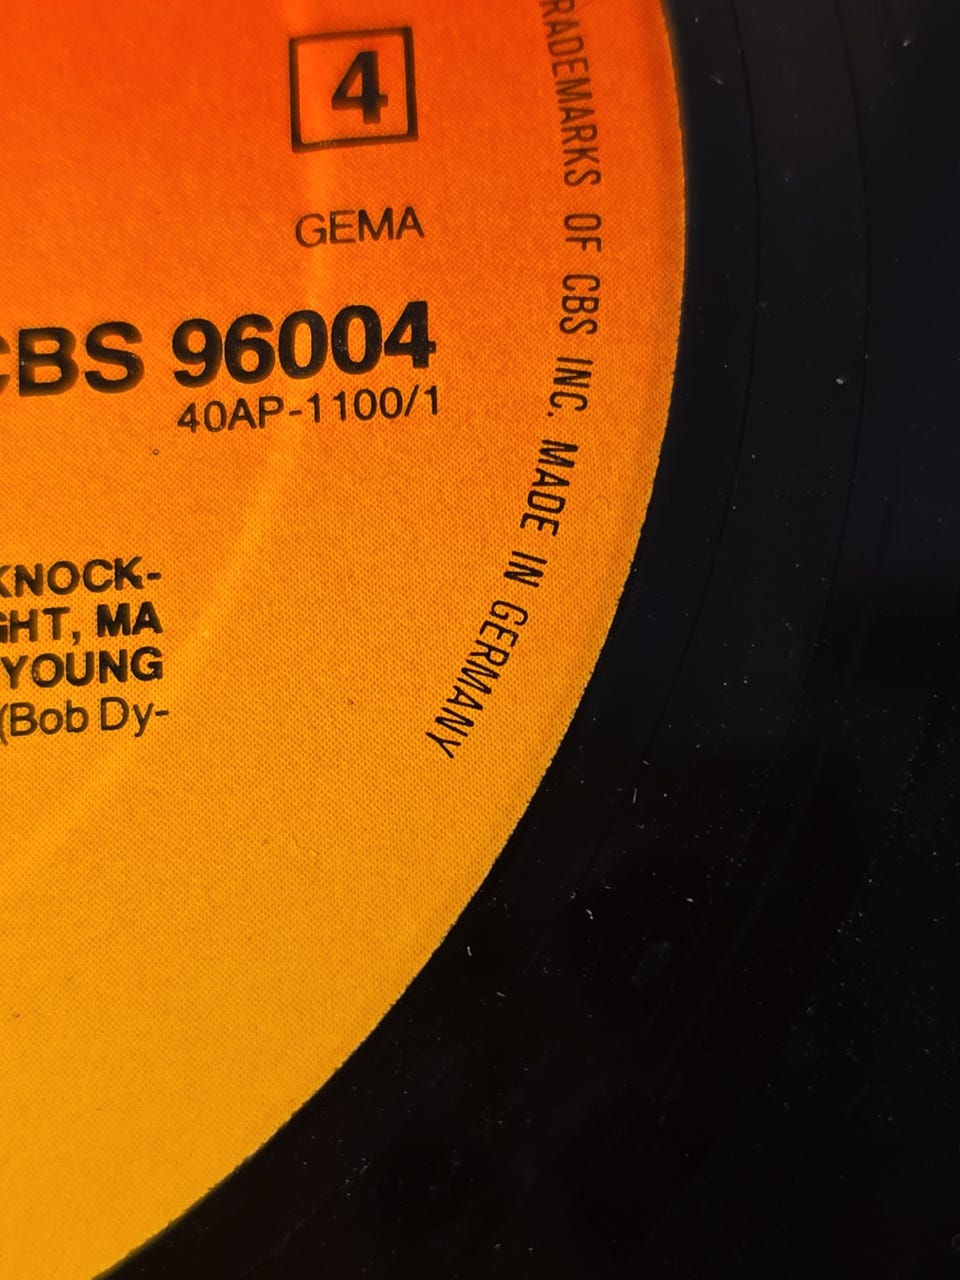 4
GEMA
CBS 96004
40AP-1100/1
KNOCK-
GHT, MA
YOUNG
(Bob Dy-
RADEMARKS OF CBS INC. MADE IN GERMANY